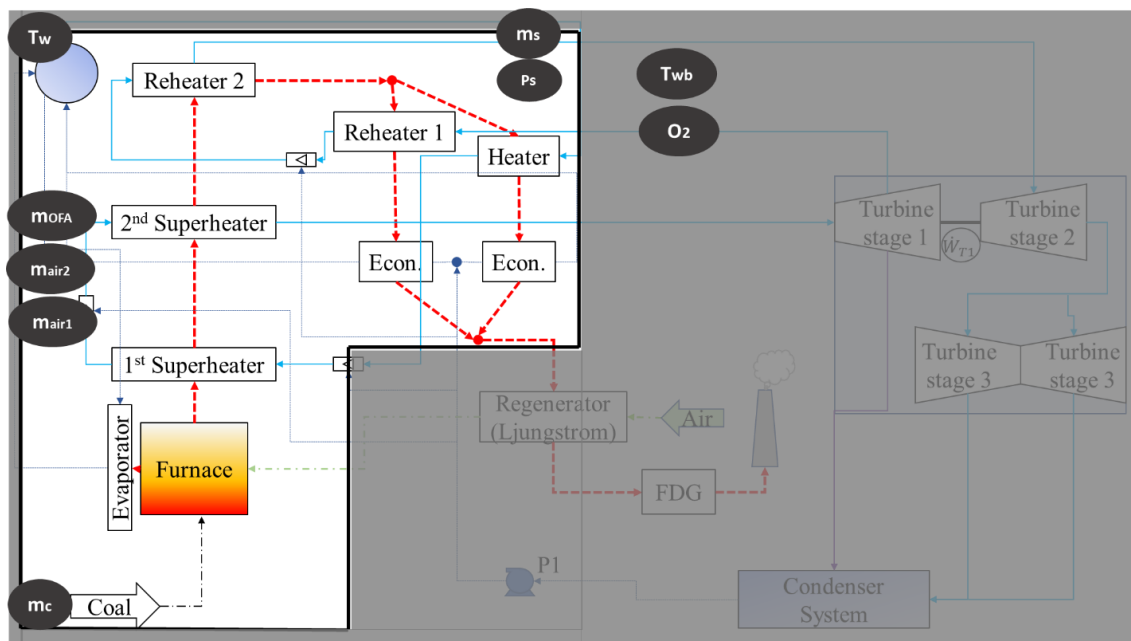 Tw
ms
Ps
Twb
O2
Reheater 2
Reheater 1
Heater
mOFA
2nd Superheater
Turbine
stage 1
ẆT1
Turbine
stage 2
mair2
Econ.
Econ.
mair1
1st Superheater
Turbine
stage 3
Turbine
stage 3
Regenerator
(Ljungstrom)
Air
Evaporator
Furnace
FDG
P1
mc
Coal
Condenser
System